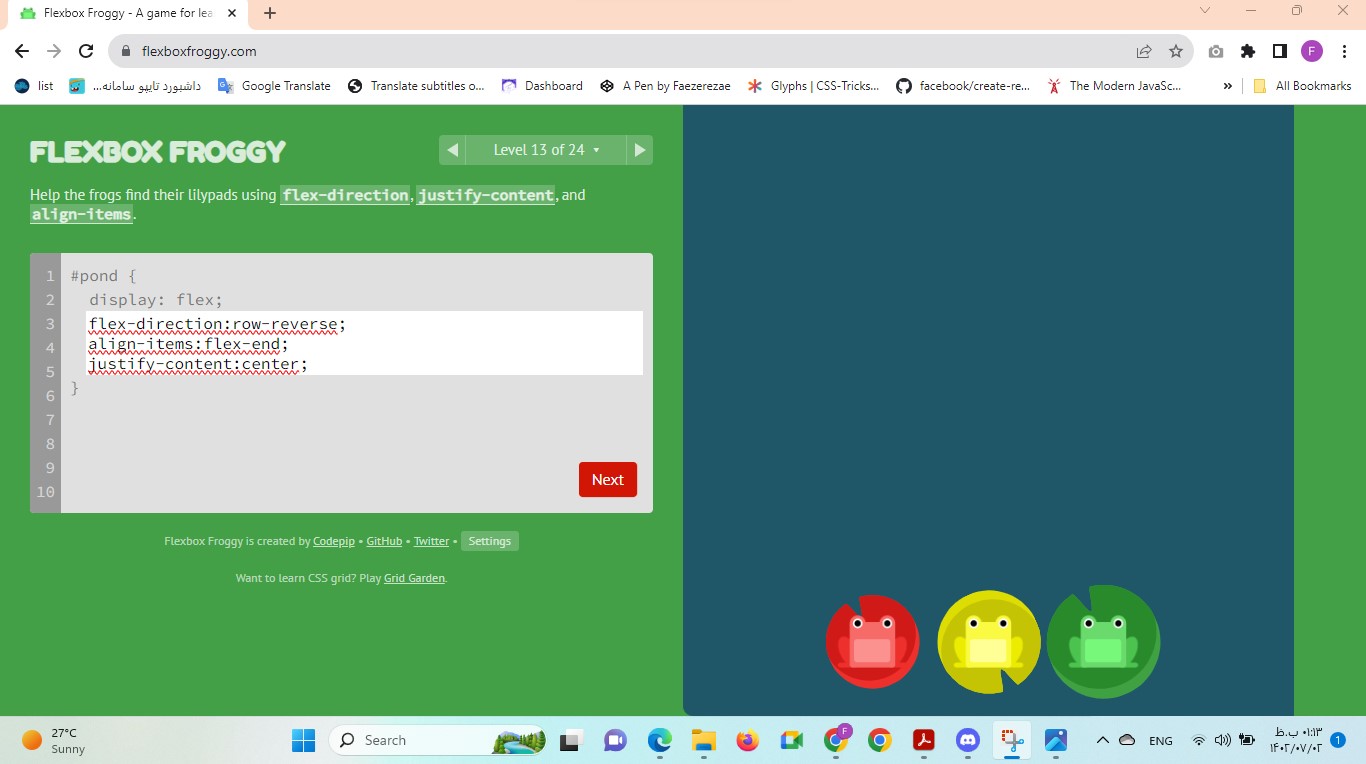 Flexbox Froggy - A game for lea
flexboxfroggy.com
F
list
داشبورد تاپیو سامانه...
Google Translate
Translate subtitles o...
Dashboard
A Pen by Faezerezae
Glyphs | CSS-Tricks...
facebook/create-re...
The Modern JavaSc...
»
All Bookmarks
FLEXBOX FROGGY
Level 13 of 24
Help the frogs find their lilypads using flex-direction, justify-content, and
align-items.
1 #pond {
2 display: flex;
3 flex-direction:row-reverse;
4 align-items:flex-end;
5 justify-content:center;
6 }
7
8
9
10
Next
Flexbox Froggy is created by Codepip • GitHub • Twitter • Settings
Want to learn CSS grid? Play Grid Garden.
27°C
Sunny
Search
F
ENG
۰۱:۱۳ ب.ظ
۱۴۰۲/۰۷/۰۲
1